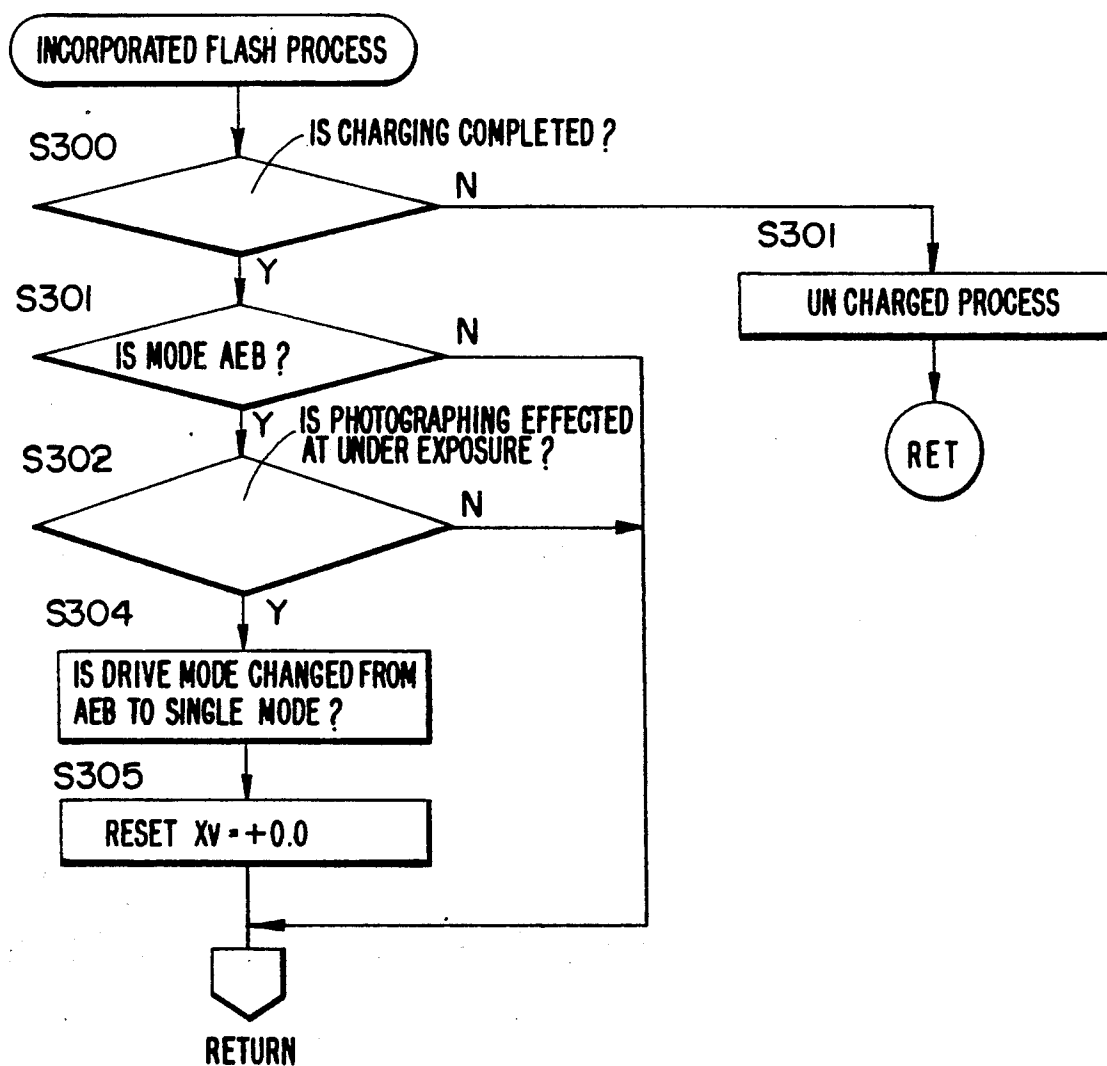 INCORPORATED FLASH PROCESS
S300
IS CHARGING COMPLETED ?
N
Y
S301
UN CHARGED PROCESS
RET
S301
IS MODE AEB ?
N
Y
S302
IS PHOTOGRAPHING EFFECTED
AT UNDER EXPOSURE ?
N
Y
S304
IS DRIVE MODE CHANGED FROM
AEB TO SINGLE MODE ?
S305
RESET Xv = +0.0
RETURN